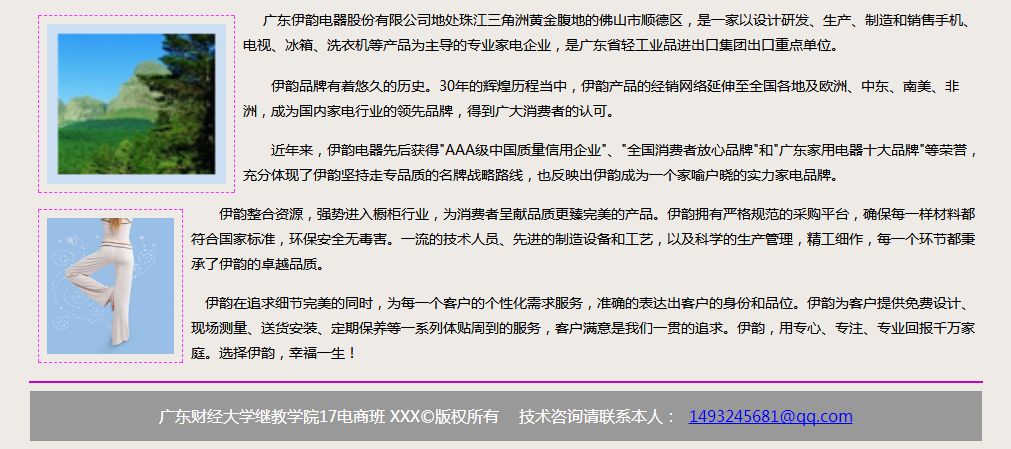 广东伊韵电器股份有限公司地处珠江三角洲黄金腹地的佛山市顺德区，是一家以设计研发、生产、制造和销售手机、
电视、冰箱、洗衣机等产品为主导的专业家电企业，是广东省轻工业品进出口集团出口重点单位。
伊韵品牌有着悠久的历史。30年的辉煌历程当中，伊韵产品的经销网络延伸至全国各地及欧洲、中东、南美、非
洲，成为国内家电行业的领先品牌，得到广大消费者的认可。
近年来，伊韵电器先后获得"AAA级中国质量信用企业"、"全国消费者放心品牌"和"广东家用电器十大品牌"等荣誉，
充分体现了伊韵坚持走专品质的名牌战略路线，也反映出伊韵成为一个家喻户晓的实力家电品牌。
伊韵整合资源，强势进入橱柜行业，为消费者呈献品质更臻完美的产品。伊韵拥有严格规范的采购平台，确保每一样材料都
符合国家标准，环保安全无毒害。一流的技术人员、先进的制造设备和工艺，以及科学的生产管理，精工细作，每一个环节都秉
承了伊韵的卓越品质。
伊韵在追求细节完美的同时，为每一个客户的个性化需求服务，准确的表达出客户的身份和品位。伊韵为客户提供免费设计、
现场测量、送货安装、定期保养等一系列体贴周到的服务，客户满意是我们一贯的追求。伊韵，用专心、专注、专业回报千万家
庭。选择伊韵，幸福一生！
广东财经大学继教学院17电商班 XXX©版权所有 技术咨询请联系本人： 1493245681@qq.com